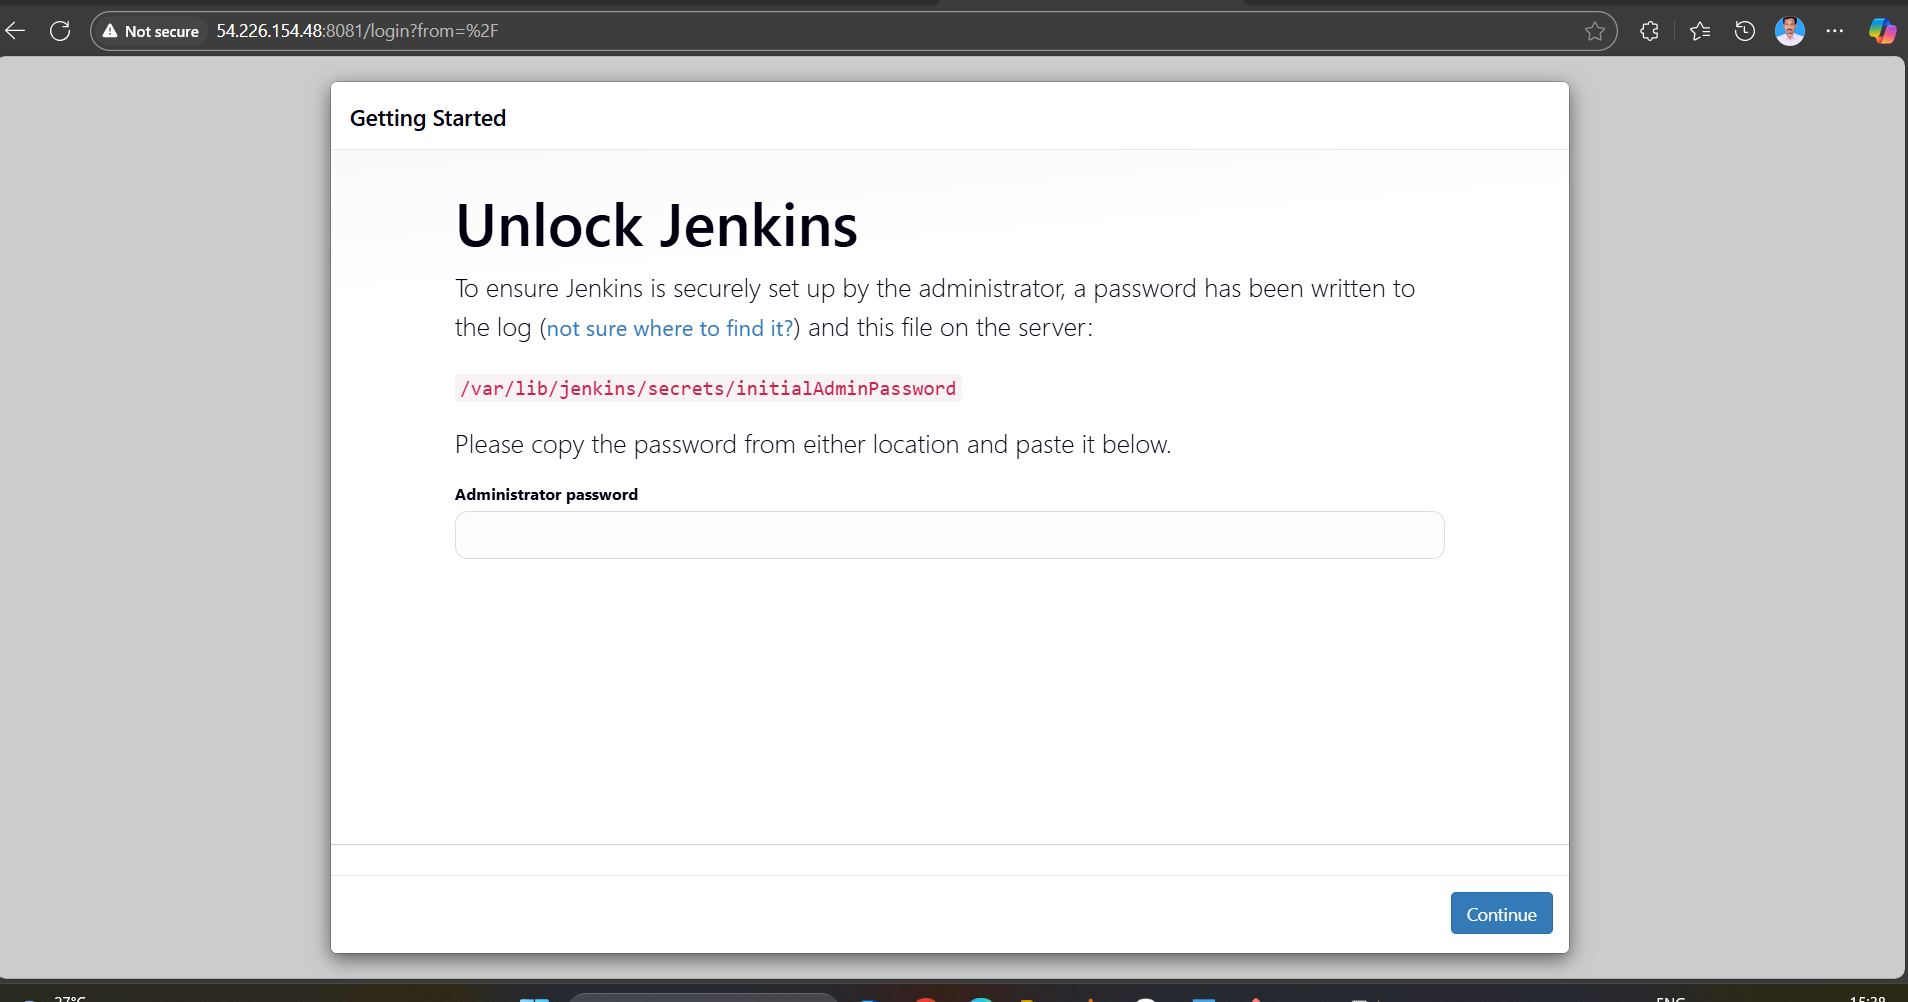 Not secure 54.226.154.48:8081/login?from=%2F
Getting Started
Unlock Jenkins
To ensure Jenkins is securely set up by the administrator, a password has been written to
the log (not sure where to find it?) and this file on the server:
/var/lib/jenkins/secrets/initialAdminPassword
Please copy the password from either location and paste it below.
Administrator password
Continue